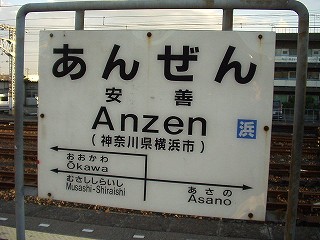 あんぜん
安善
Anzen
(神奈川県横浜市)
浜
おおかわ
Ōkawa
むさししらいし
Musashi-Shiraishi
あさの
Asano